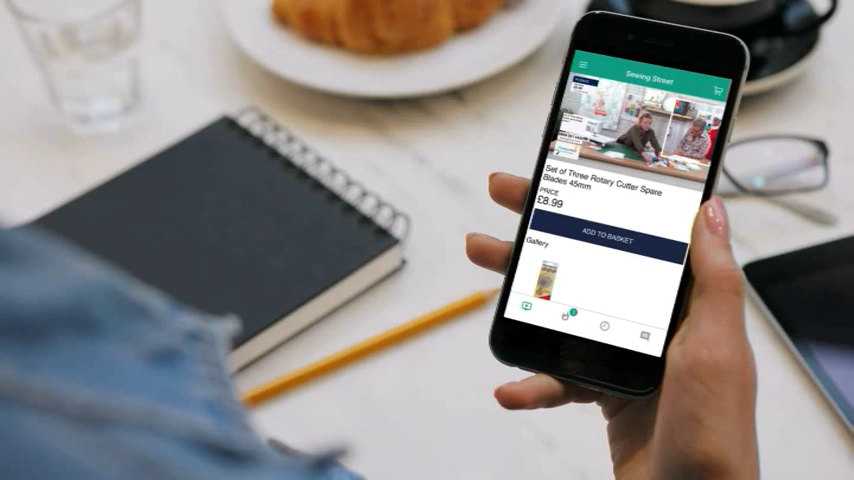 Sewing Street
Set of Three Rotary Cutter Spare
Blades 45mm
PRICE
£8.99
ADD TO BASKET
Gallery